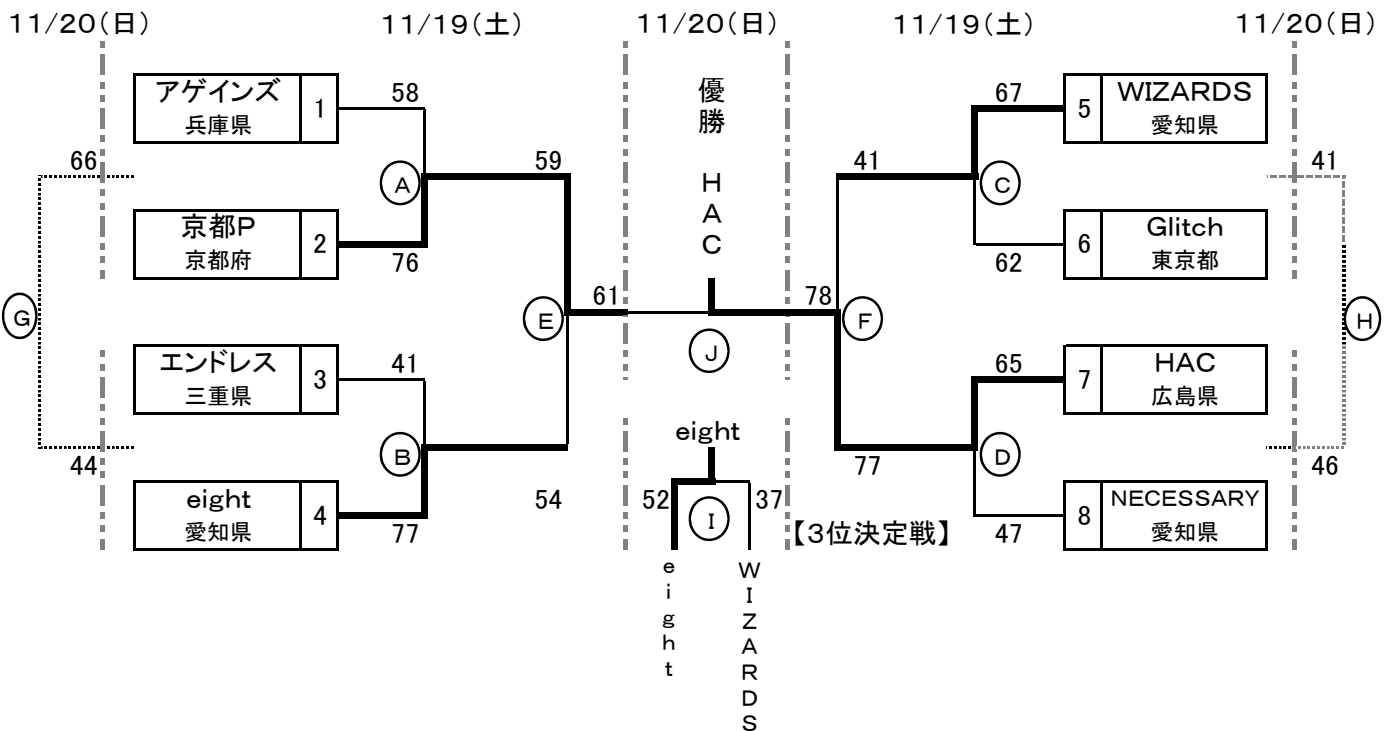 11/20(日) 11/19(土) 11/20(日) 11/19(土) 11/20(日)
アゲインズ
兵庫県
1
58
66
A
59
京都P
京都府
2
76
G
E
61
エンドレス
三重県
3
41
B
44
eight
愛知県
4
77
54
優勝 HAC
J
78
eight
52
I
37
【3位決定戦】
eight
WIZARDS
67
5
WIZARDS
愛知県
41
C
41
6
Glitch
東京都
62
F
H
65
7
HAC
広島県
77
D
46
8
NECESSARY
愛知県
47